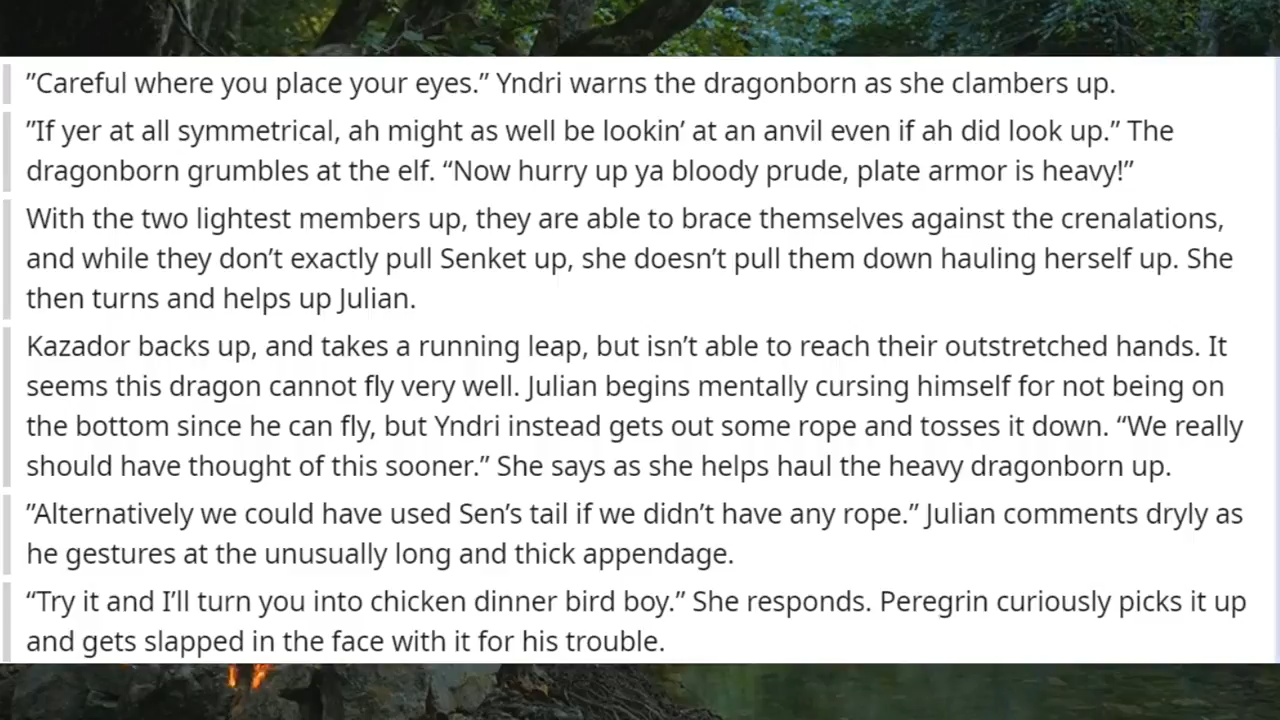 ”Careful where you place your eyes.” Yndri warns the dragonborn as she clambers up.
”If yer at all symmetrical, ah might as well be lookin’ at an anvil even if ah did look up.” The
dragonborn grumbles at the elf. “Now hurry up ya bloody prude, plate armor is heavy!”
With the two lightest members up, they are able to brace themselves against the crenalations,
and while they don’t exactly pull Senket up, she doesn’t pull them down hauling herself up. She
then turns and helps up Julian.
Kazador backs up, and takes a running leap, but isn’t able to reach their outstretched hands. It
seems this dragon cannot fly very well. Julian begins mentally cursing himself for not being on
the bottom since he can fly, but Yndri instead gets out some rope and tosses it down. “We really
should have thought of this sooner.” She says as she helps haul the heavy dragonborn up.
”Alternatively we could have used Sen’s tail if we didn’t have any rope.” Julian comments dryly as
he gestures at the unusually long and thick appendage.
“Try it and I’ll turn you into chicken dinner bird boy.” She responds. Peregrin curiously picks it up
and gets slapped in the face with it for his trouble.